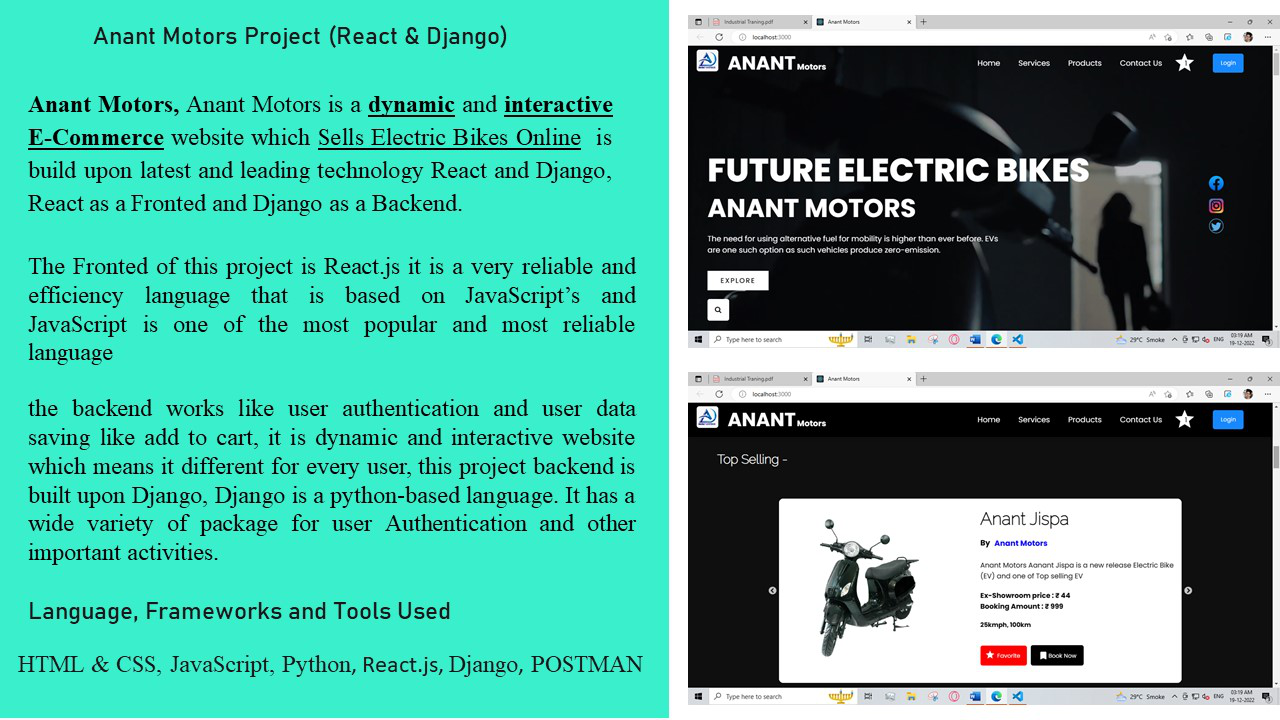 Anant Motors Project (React & Django)
Anant Motors, Anant Motors is a dynamic and interactive
E-Commerce website which Sells Electric Bikes Online is
build upon latest and leading technology React and Django,
React as a Fronted and Django as a Backend.
The Fronted of this project is React.js it is a very reliable and
efficiency language that is based on JavaScript’s and
JavaScript is one of the most popular and most reliable
language
the backend works like user authentication and user data
saving like add to cart, it is dynamic and interactive website
which means it different for every user, this project backend is
built upon Django, Django is a python-based language. It has a
wide variety of package for user Authentication and other
important activities.
Language, Frameworks and Tools Used
HTML & CSS, JavaScript, Python, React.js, Django, POSTMAN
Industrial Trening.pdf
Anant Motors
localhost:3000
ANANT Motors
Home Services Products Contact Us 1 Login
FUTURE ELECTRIC BIKES
ANANT MOTORS
The need for using alternative fuel for mobility is higher than ever before. EVs
are one such option as such vehicles produce zero-emission.
EXPLORE
Type here to search
29°C Smoke ENG 03:19 AM
19-12-2022
Industrial Trening.pdf
Anant Motors
localhost:3000
ANANT Motors
Home Services Products Contact Us 1 Login
Top Selling -
Anant Jispa
By Anant Motors
Anant Motors Aanant Jispa is a new release Electric Bike
(EV) and one of Top selling EV
Ex-Showroom price : ₹ 44
Booking Amount : ₹ 999
25kmph, 100km
Favorite Book Now
Type here to search
29°C Smoke ENG 03:19 AM
19-12-2022